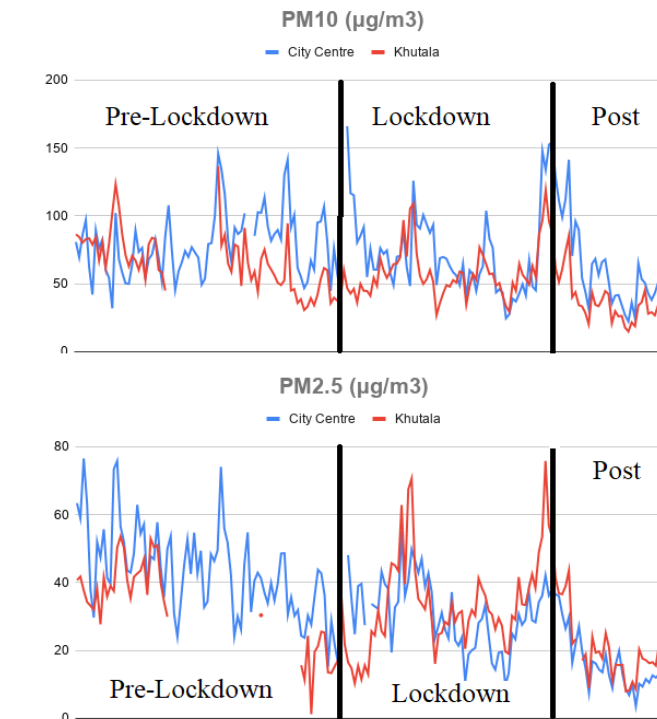 PM10 (µg/m3)
City Centre Khutala
200
Pre-Lockdown Lockdown Post
150
100
50
0
PM2.5 (µg/m3)
City Centre Khutala
80
Post
60
40
20
Pre-Lockdown Lockdown
0